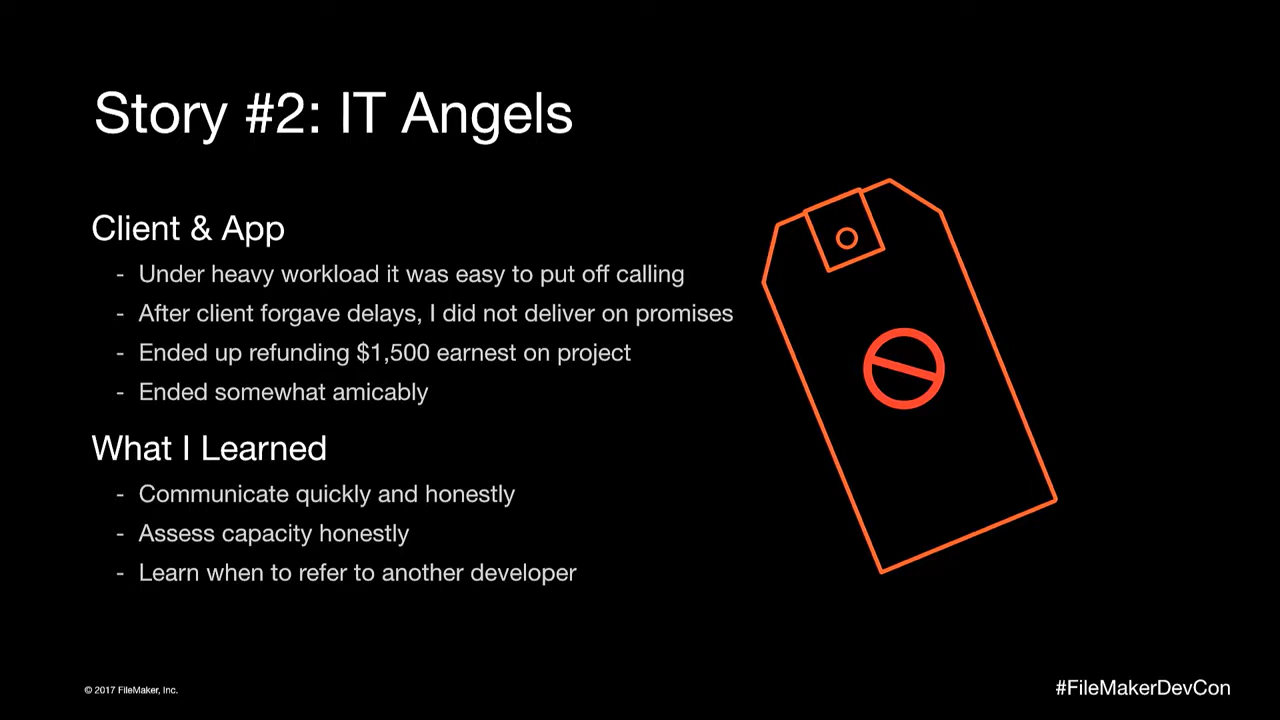 Story #2: IT Angels
Client & App
- Under heavy workload it was easy to put off calling
- After client forgave delays, I did not deliver on promises
- Ended up refunding $1,500 earnest on project
- Ended somewhat amicably
What I Learned
- Communicate quickly and honestly
- Assess capacity honestly
- Learn when to refer to another developer
© 2017 FileMaker, Inc.
#FileMakerDevCon